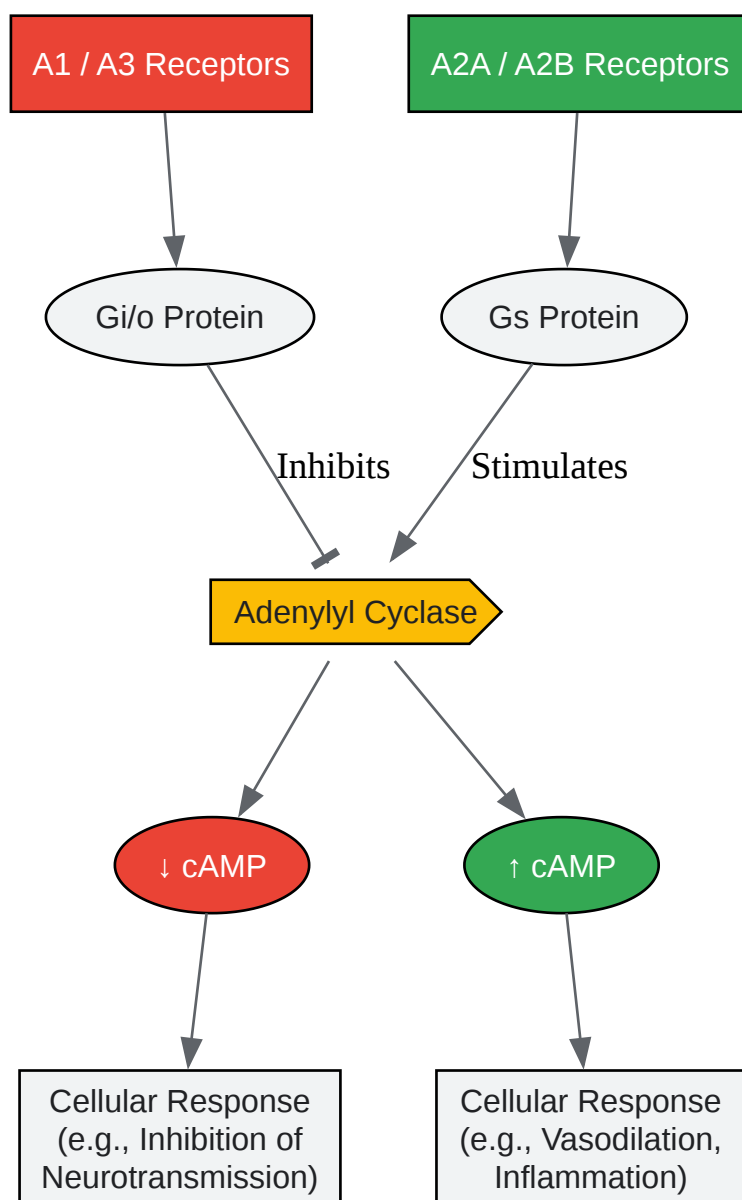 A1 / A3 Receptors
A2A / A2B Receptors
Gi/o Protein
Gs Protein
Inhibits
Stimulates
Adenylyl Cyclase
↓ cAMP
↑ cAMP
Cellular Response
(e.g., Inhibition of
Neurotransmission)
Cellular Response
(e.g., Vasodilation,
Inflammation)